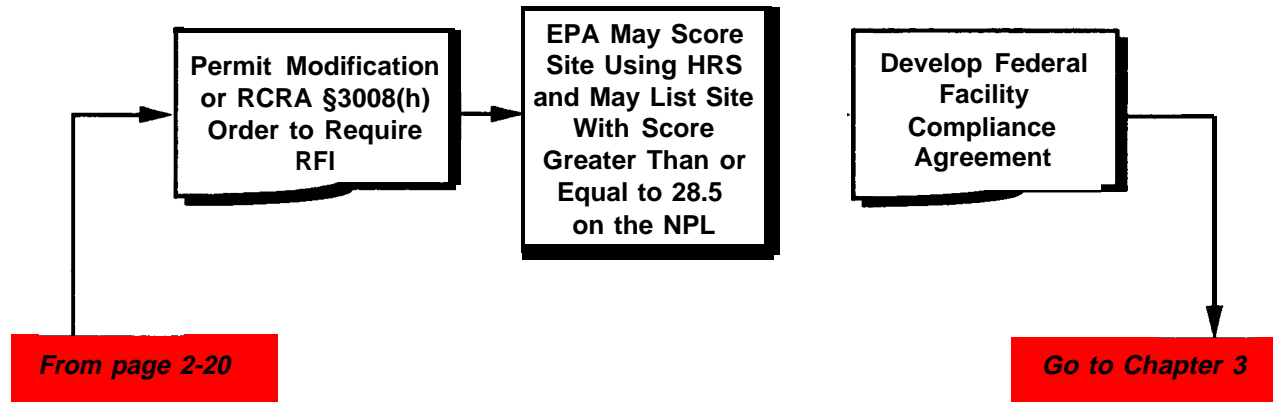 Permit Modification
or RCRA §3008(h)
Order to Require
RFI
EPA May Score
Site Using HRS
and May List Site
With Score
Greater Than or
Equal to 28.5
on the NPL
Develop Federal
Facility
Compliance
Agreement
From page 2-20
Go to Chapter 3